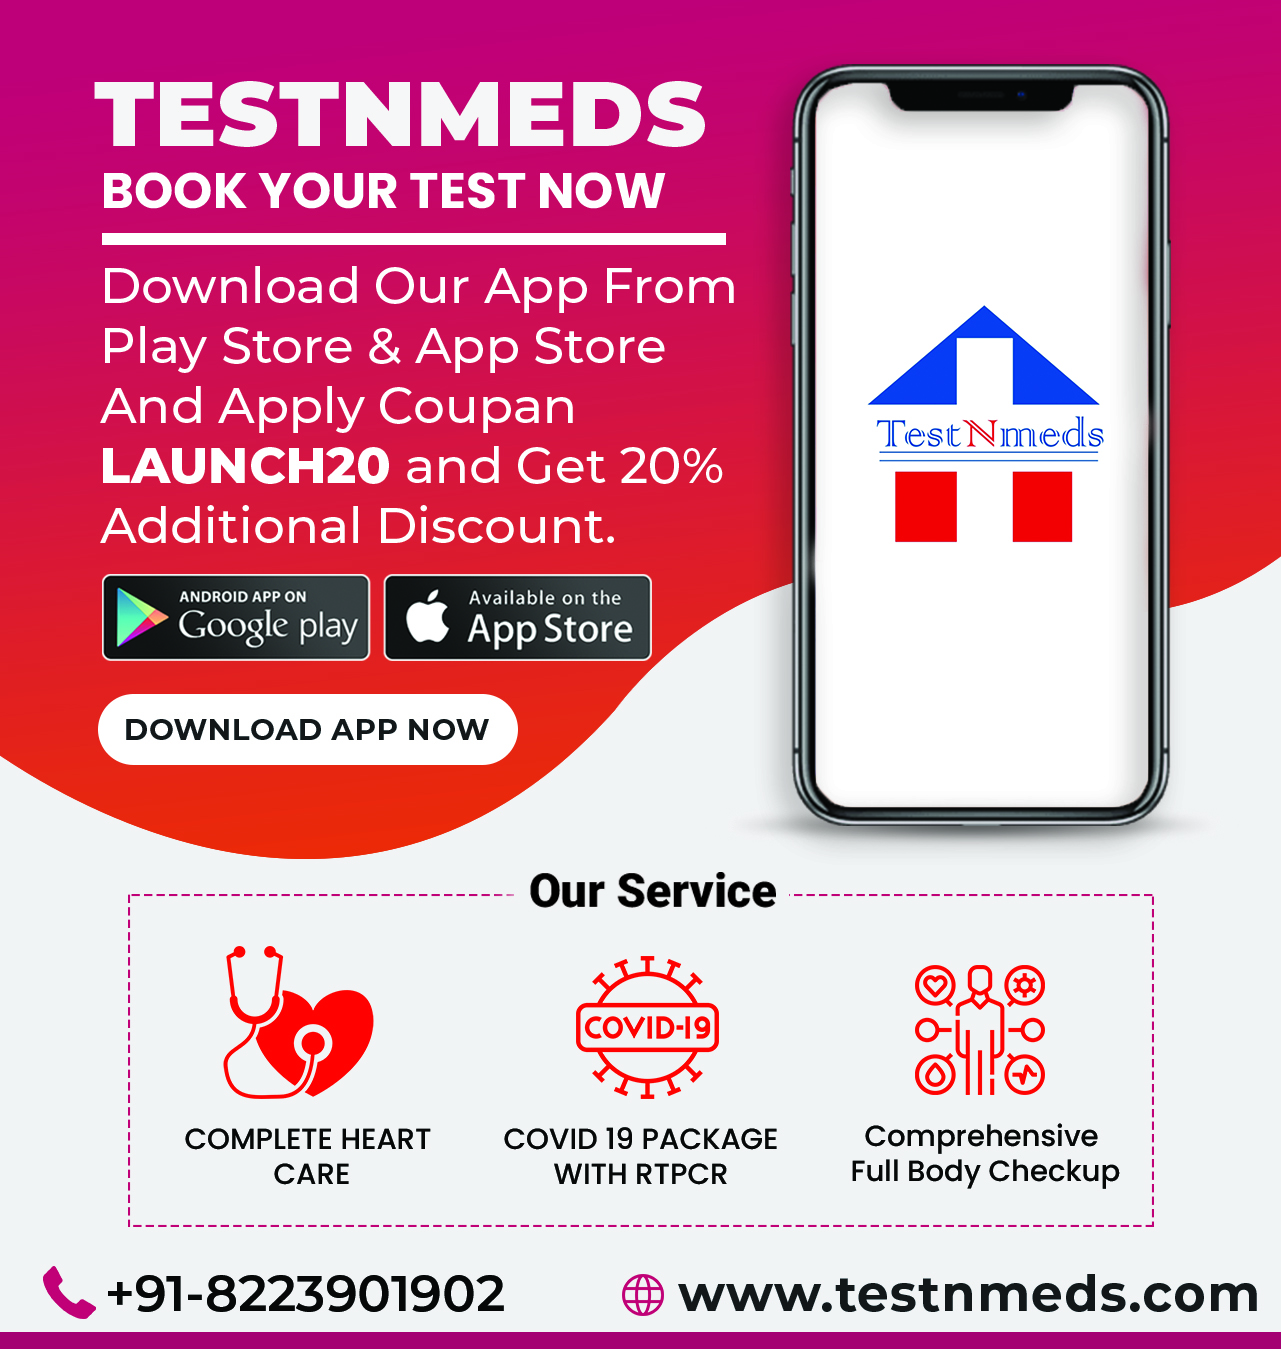 TESTNMEDS
BOOK YOUR TEST NOW
Download Our App From
Play Store & App Store
And Apply Coupan
LAUNCH20 and Get 20%
Additional Discount.
ANDROID APP ON
Google play
Available on the
App Store
DOWNLOAD APP NOW
TestNmeds
Our Service
COVID-19
COMPLETE HEART
CARE
COVID 19 PACKAGE
WITH RTPCR
Comprehensive
Full Body Checkup
+91-8223901902
www.testnmeds.com